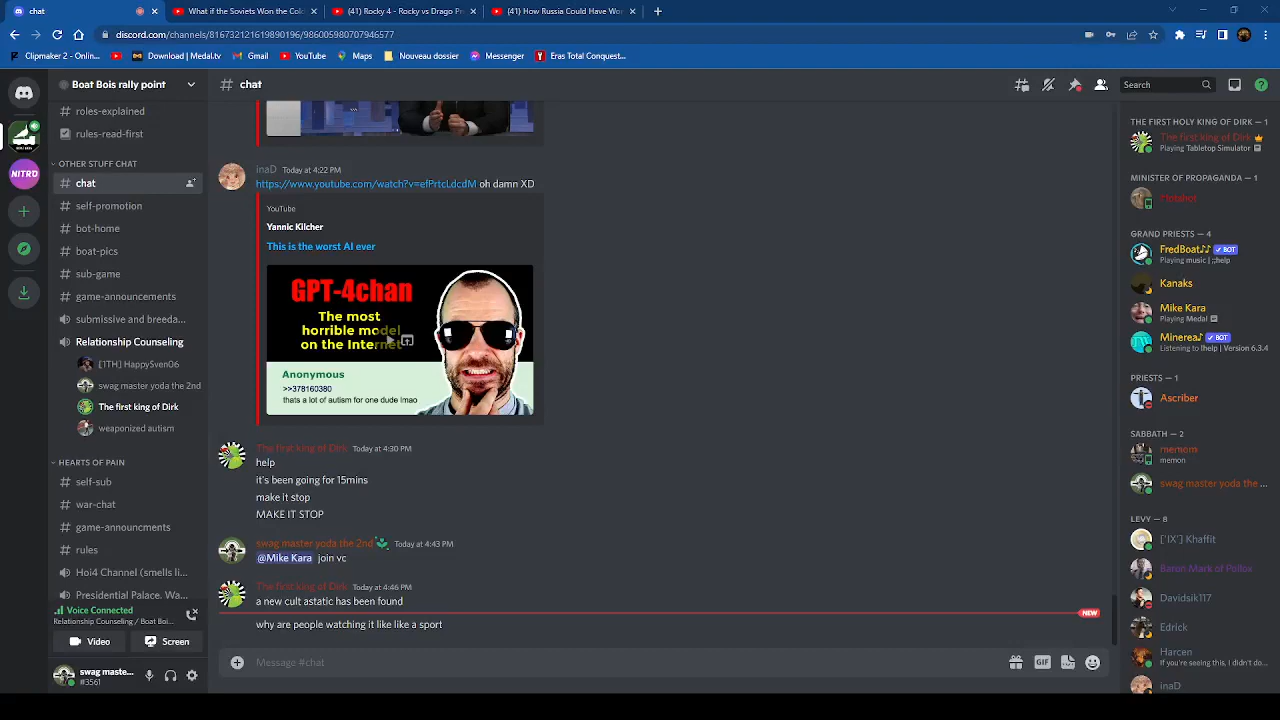 chat
What if the Soviets Won the Cold
(41) Rocky 4 - Rocky vs Drago
(41) How Russia Could Have Wo
discord.com/channels/816732121619890196/986005980707946577
Clipmaker 2 - Onlin...
Download | Medal.tv
Gmail
YouTube
Maps
Nouveau dossier
Messenger
Eras Total Conquest...
Boat Bois rally point
chat
Search
NITRO
roles-explained
rules-read-first
OTHER STUFF CHAT
chat
self-promotion
bot-home
boat-pics
sub-game
game-announcements
submissive and breeda...
Relationship Counseling
[1TH] HappySven06
swag master yoda the 2nd
The first king of Dirk
weaponized autism
HEARTS OF PAIN
self-sub
war-chat
game-announcements
rules
Hoi4 Channel (smells li...
Presidential Palace. Wa...
Voice Connected
Relationship Counseling / Boat Boi...
Video
Screen
swag maste...
#3561
inaD Today at 4:22 PM
https://www.youtube.com/watch?v=efPrtcLdcdM oh damn XD
YouTube
Yannic Kilcher
This is the worst AI ever
GPT-4chan
The most
horrible model
on the Internet
Anonymous
>>378160380
thats a lot of autism for one dude lmao
The first king of Dirk Today at 4:30 PM
help
it's been going for 15mins
make it stop
MAKE IT STOP
swag master yoda the 2nd Today at 4:43 PM
@Mike Kara join vc
The first king of Dirk Today at 4:46 PM
a new cult astatic has been found
NEW
why are people watching it like like a sport
Message #chat
GIF
THE FIRST HOLY KING OF DIRK — 1
The first king of Dirk
Playing Tabletop Simulator
MINISTER OF PROPAGANDA — 1
GRAND PRIESTS — 4
FredBoat♪♪ BOT
Playing music | ;;help
Kanaks
Mike Kara
Playing Medal
Minerea♪ BOT
Listening to !help | Version 6.3.4
PRIESTS — 1
Ascriber
SABBATH — 2
memom
memon
swag master yoda the ...
LEVY — 8
['IX'] Khaffit
Barun Mark of Pollox
Davidsik117
Edrick
Harcen
If you're seeing this, I didn't do...
inaD